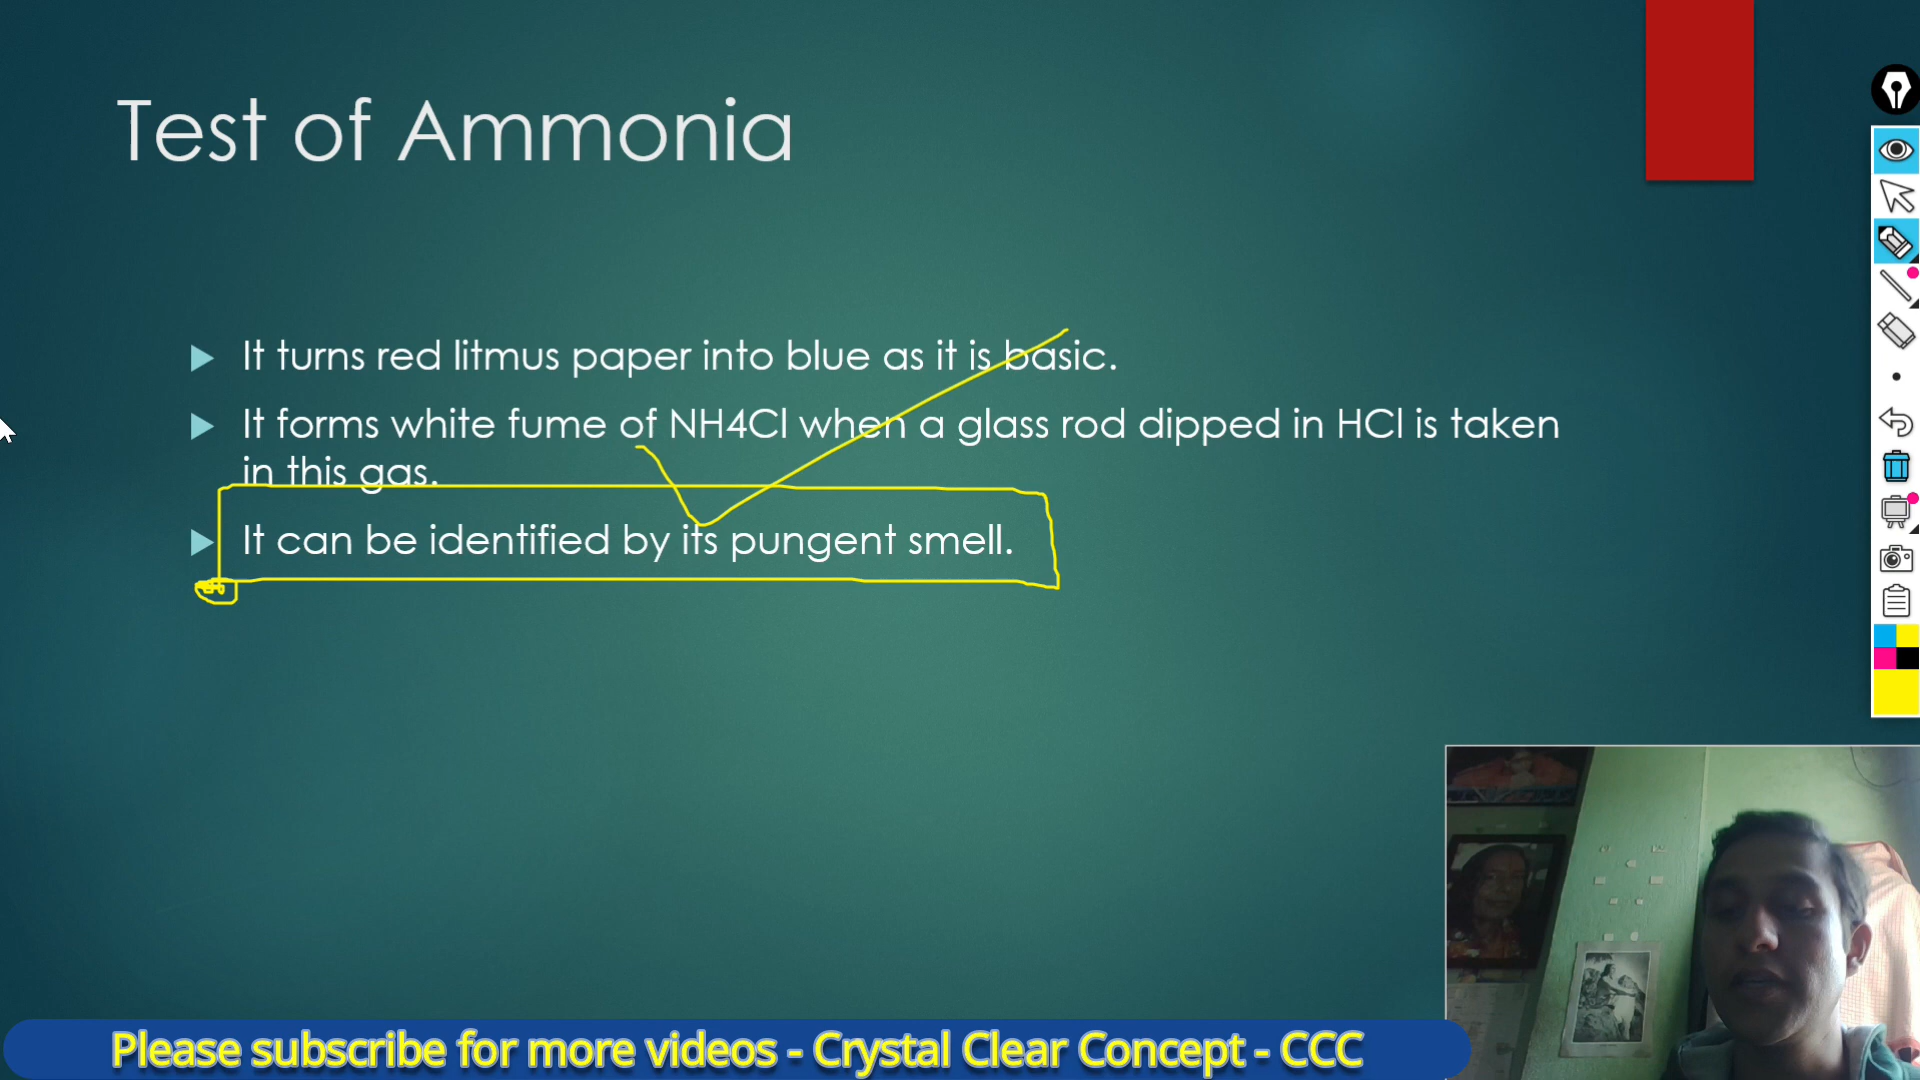 Test of Ammonia
It turns red litmus paper into blue as it is basic.
It forms white fume of NH4Cl when a glass rod dipped in HCl is taken
in this gas.
It can be identified by its pungent smell.
Please subscribe for more videos - Crystal Clear Concept - CCC